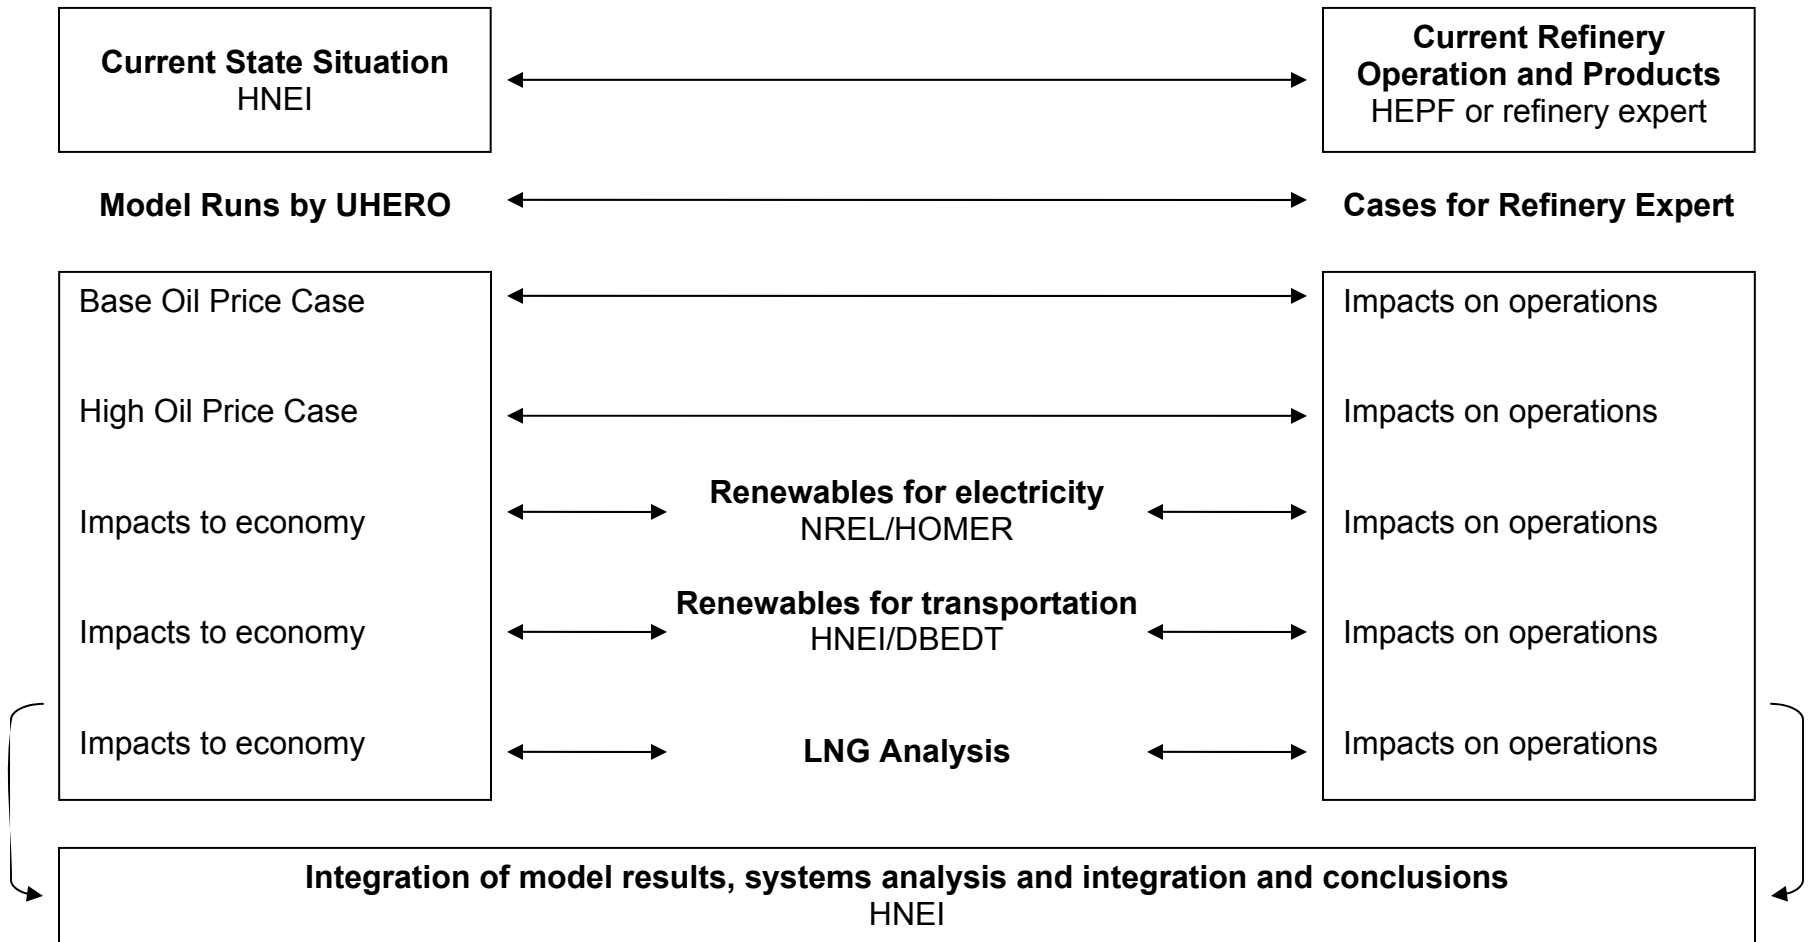 Current State Situation
HNEI
Current Refinery
Operation and Products
HEPF or refinery expert
Model Runs by UHERO
Cases for Refinery Expert
Base Oil Price Case
Impacts on operations
High Oil Price Case
Impacts on operations
Impacts to economy
Renewables for electricity
NREL/HOMER
Impacts on operations
Impacts to economy
Renewables for transportation
HNEI/DBEDT
Impacts on operations
Impacts to economy
LNG Analysis
Impacts on operations
Integration of model results, systems analysis and integration and conclusions
HNEI